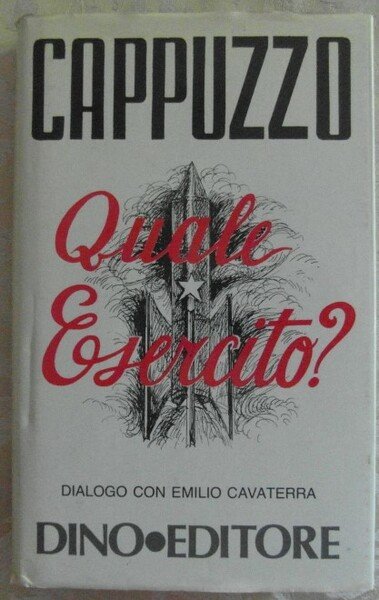 CAPPUZZO
Quale
Esercito?
DIALOGO CON EMILIO CAVATERRA
DINO•EDITORE